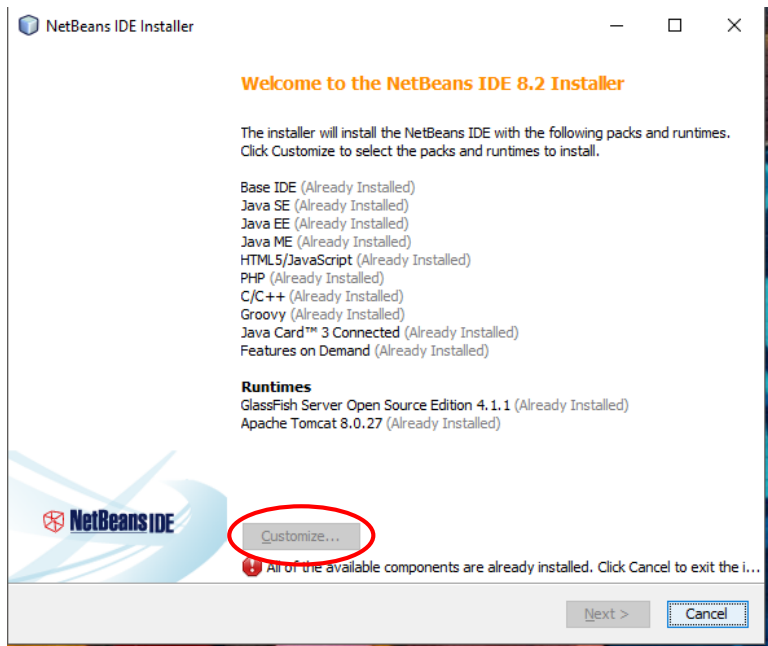 NetBeans IDE Installer
Welcome to the NetBeans IDE 8.2 Installer
The installer will install the NetBeans IDE with the following packs and runtimes.
Click Customize to select the packs and runtimes to install.
Base IDE (Already Installed)
Java SE (Already Installed)
Java EE (Already Installed)
Java ME (Already Installed)
HTML5/JavaScript (Already Installed)
PHP (Already Installed)
C/C++ (Already Installed)
Groovy (Already Installed)
Java Card™ 3 Connected (Already Installed)
Features on Demand (Already Installed)
Runtimes
GlassFish Server Open Source Edition 4.1.1 (Already Installed)
Apache Tomcat 8.0.27 (Already Installed)
NetBeans IDE
Customize...
All of the available components are already installed. Click Cancel to exit the i...
Next >
Cancel